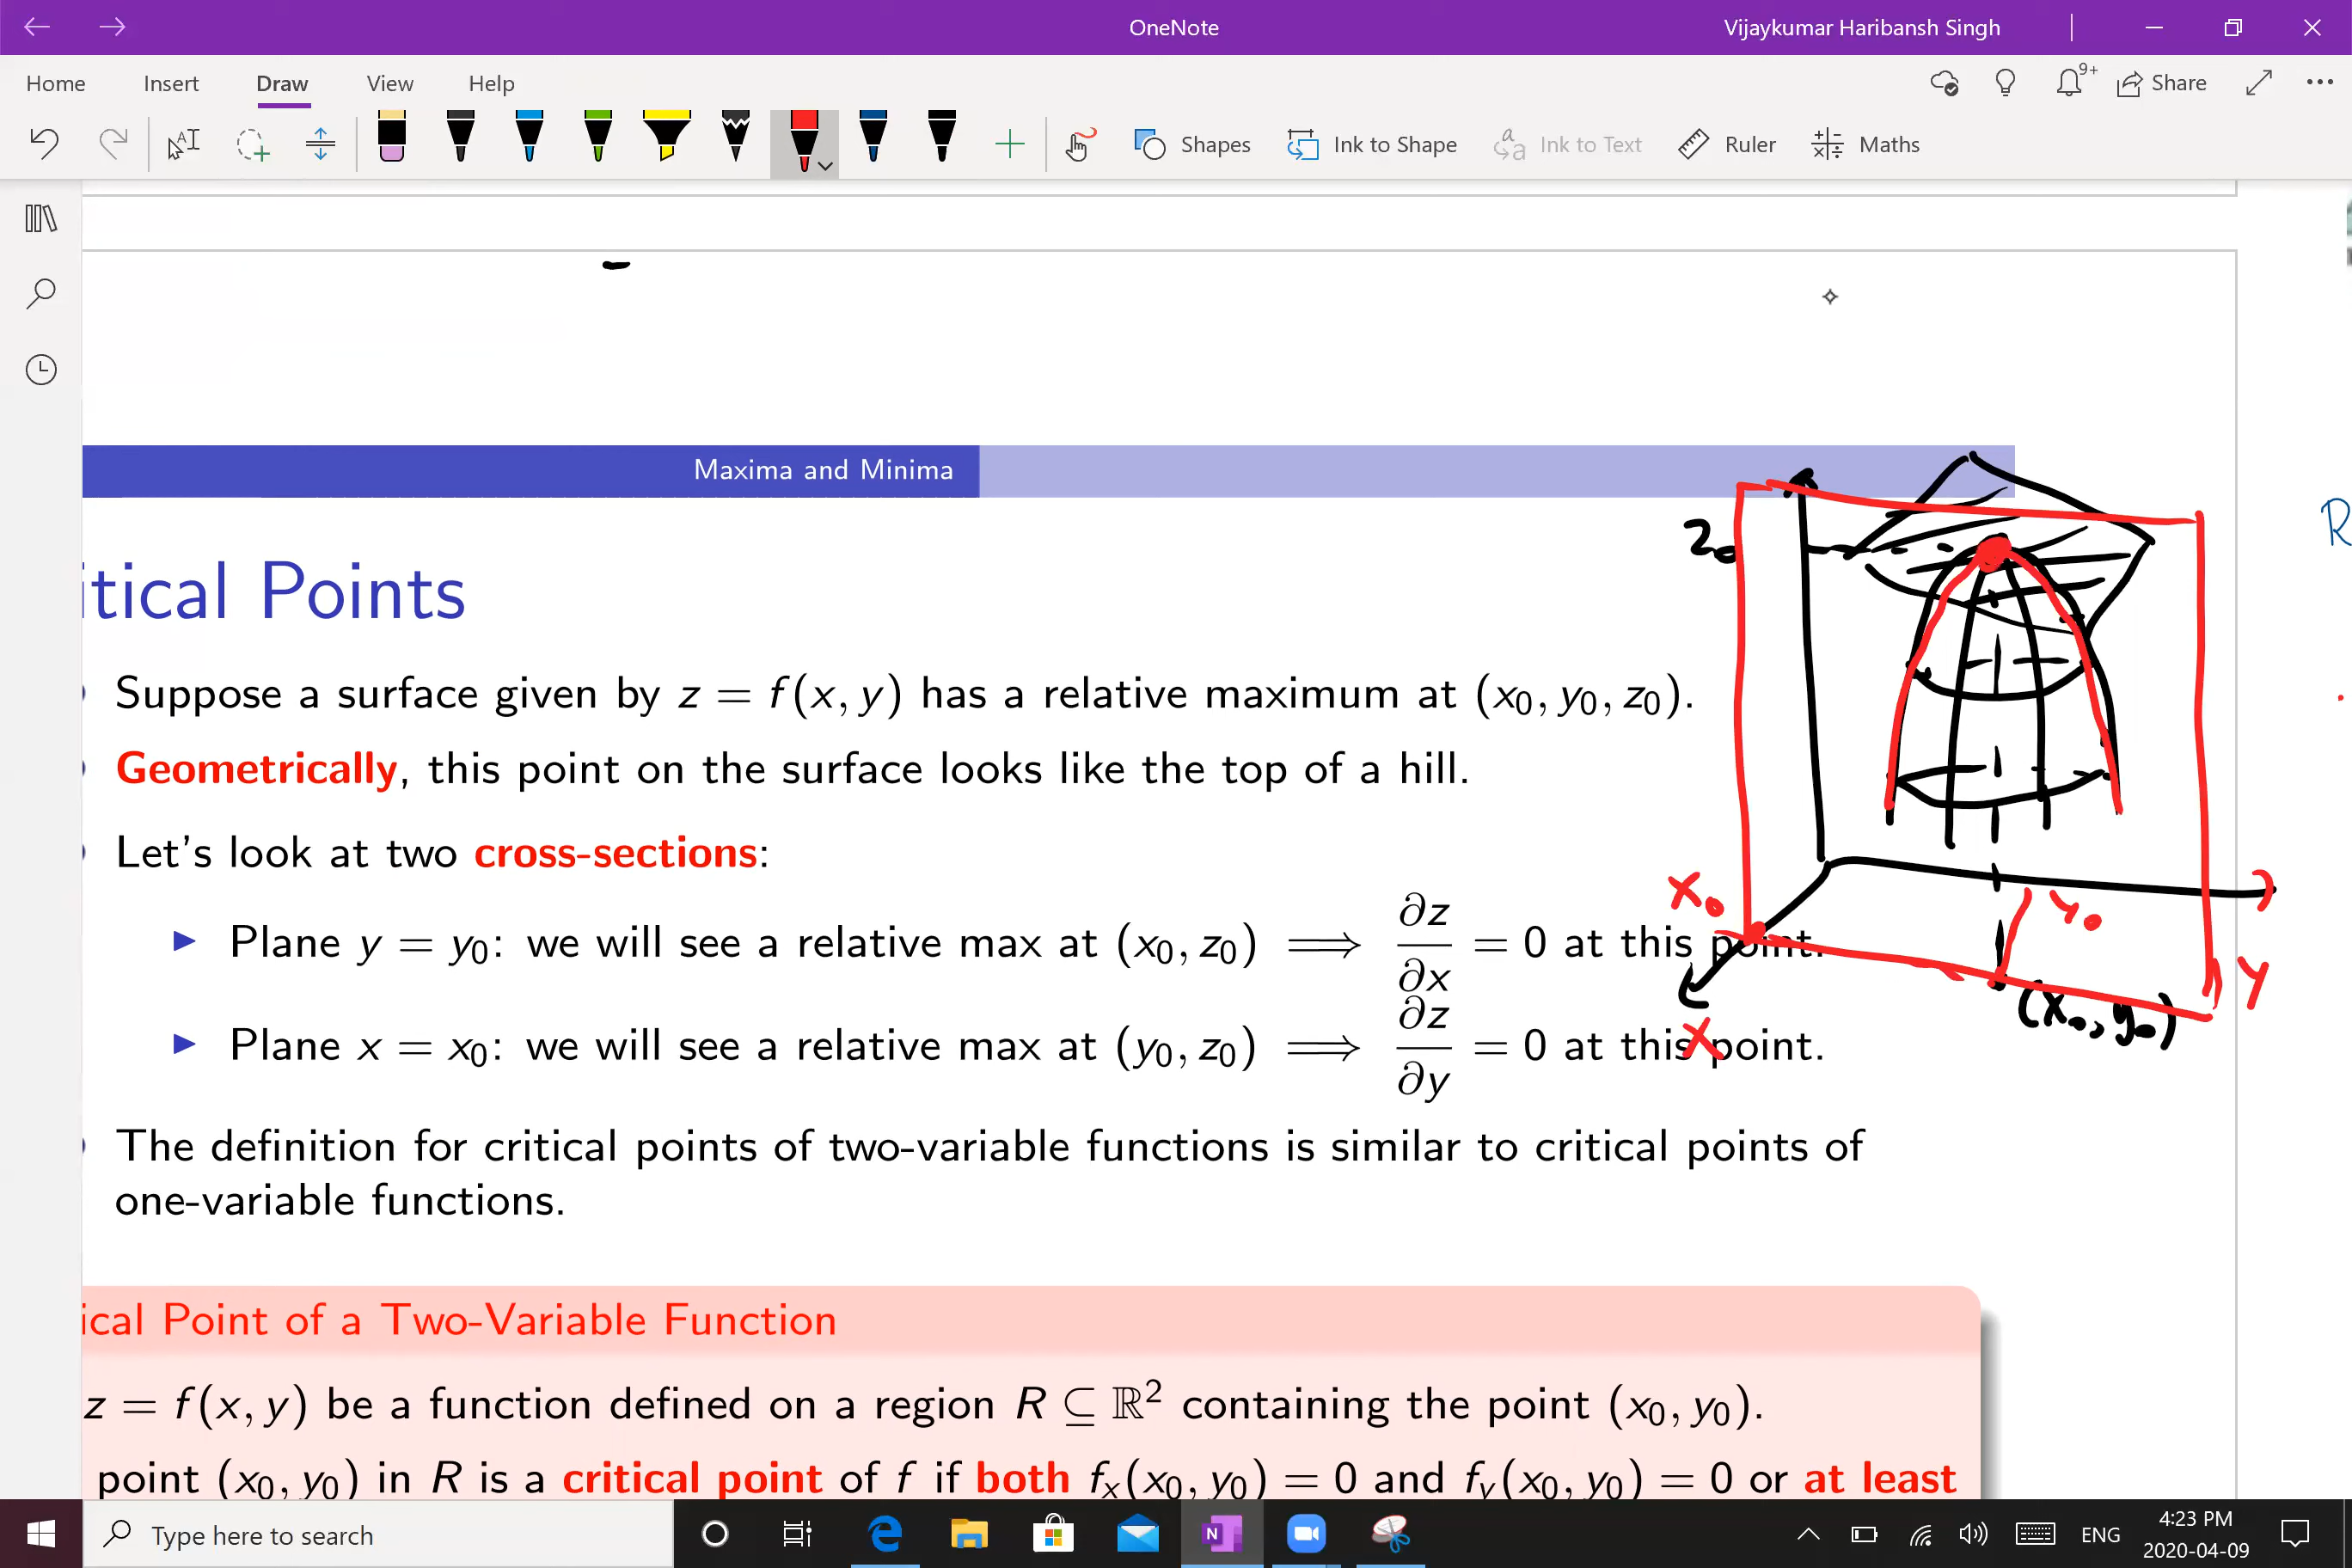 OneNote
Vijaykumar Haribansh Singh
Home Insert Draw View Help
9+ Share
Shapes Ink to Shape Ink to Text Ruler Maths
Maxima and Minima
itical Points
Suppose a surface given by z = f(x, y) has a relative maximum at (x₀, y₀, z₀).
Geometrically, this point on the surface looks like the top of a hill.
Let's look at two cross-sections:
Plane y = y₀: we will see a relative max at (x₀, z₀) ⟹ ∂z/∂x = 0 at this point.
Plane x = x₀: we will see a relative max at (y₀, z₀) ⟹ ∂z/∂y = 0 at this point.
The definition for critical points of two-variable functions is similar to critical points of
one-variable functions.
z₀
x₀
y₀
y
(x₀, y₀)
x
R
ical Point of a Two-Variable Function
z = f(x, y) be a function defined on a region R ⊆ ℝ² containing the point (x₀, y₀).
point (x₀, y₀) in R is a critical point of f if both fₓ(x₀, y₀) = 0 and f_y(x₀, y₀) = 0 or at least
Type here to search
ENG
4:23 PM
2020-04-09